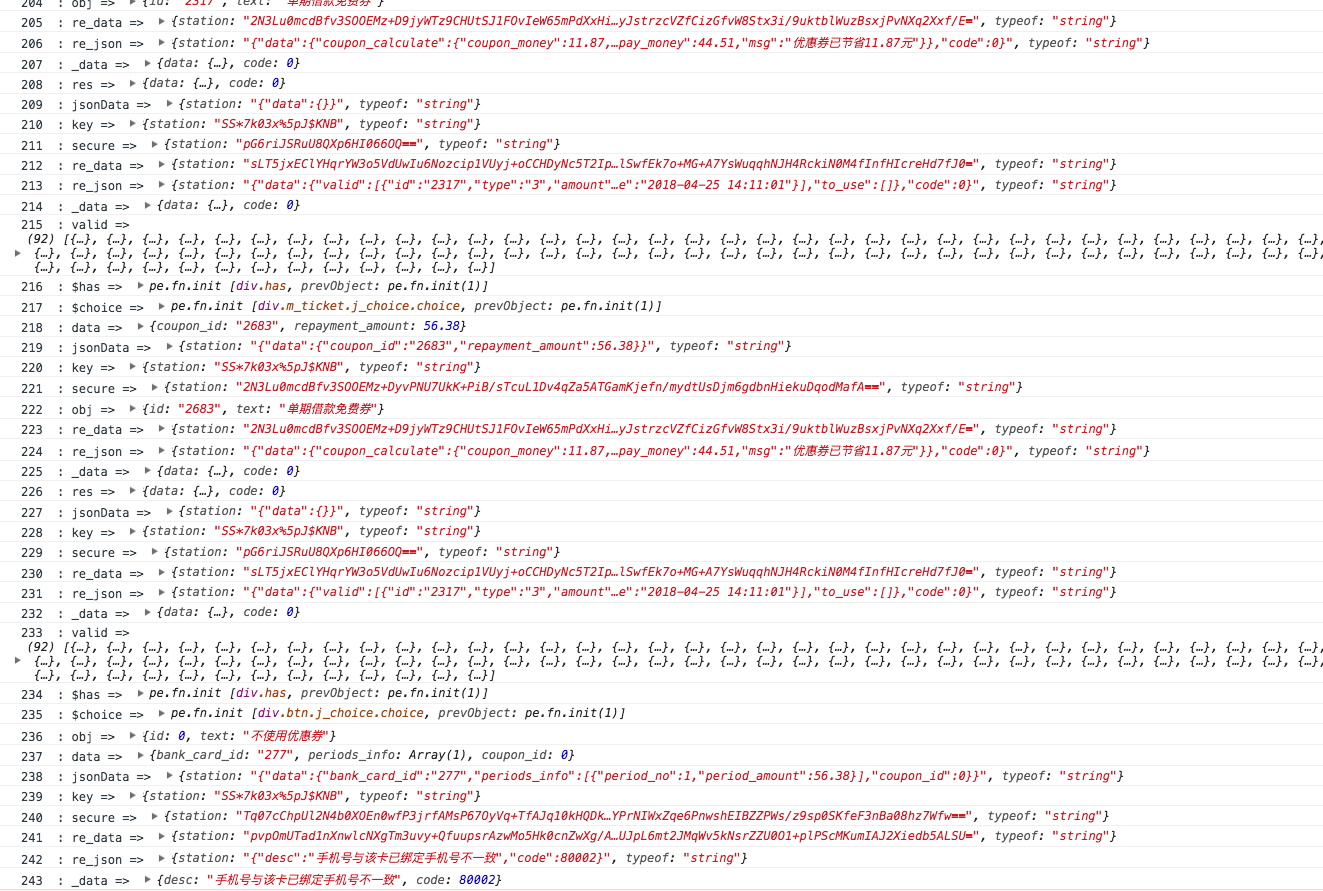 204 : obj => ▶{id: "2317", text: "单期借款免费券"}
205 : re_data => ▶{station: "2N3Lu0mcdBfv3SOOEMz+D9jyWTz9CHUtSJ1FOvIeW65mPdXxHi…yJstrzcVZfCizGfvW8Stx3i/9uktblWuzBsxjPvNXq2Xxf/E=", typeof: "string"}
206 : re_json => ▶{station: "{"data":{"coupon_calculate":{"coupon_money":11.87,…pay_money":44.51,"msg":"优惠券已节省11.87元"}},"code":0}", typeof: "string"}
207 : _data => ▶{data: {…}, code: 0}
208 : res => ▶{data: {…}, code: 0}
209 : jsonData => ▶{station: "{"data":{}}", typeof: "string"}
210 : key => ▶{station: "SS*7k03x%5pJ$KNB", typeof: "string"}
211 : secure => ▶{station: "pG6riJSRuU8QXp6HI066OQ==", typeof: "string"}
212 : re_data => ▶{station: "sLT5jxEClYHqrYW3o5VdUwIu6Nozcip1VUyj+oCCHDyNc5T2Ip…lSwfEk7o+MG+A7YsWuqqhNJH4RckiN0M4fInfHIcreHd7fJ0=", typeof: "string"}
213 : re_json => ▶{station: "{"data":{"valid":[{"id":"2317","type":"3","amount"…e":"2018-04-25 14:11:01"}],"to_use":[]},"code":0}", typeof: "string"}
214 : _data => ▶{data: {…}, code: 0}
215 : valid =>
(92) [{…}, {…}, {…}, {…}, {…}, {…}, {…}, {…}, {…}, {…}, {…}, {…}, {…}, {…}, {…}, {…}, {…}, {…}, {…}, {…}, {…}, {…}, {…}, {…}, {…}, {…}, {…}, {…}, {…}, {…}, {…}, {…}, {…}, {…}, {…},
▶ {…}, {…}, {…}, {…}, {…}, {…}, {…}, {…}, {…}, {…}, {…}, {…}, {…}, {…}, {…}, {…}, {…}, {…}, {…}, {…}, {…}, {…}, {…}, {…}, {…}, {…}, {…}, {…}, {…}, {…}, {…}, {…}, {…}, {…}, {…}, {…},
{…}, {…}, {…}, {…}, {…}, {…}, {…}, {…}, {…}, {…}, {…}, {…}, {…}]
216 : $has => ▶pe.fn.init [div.has, prevObject: pe.fn.init(1)]
217 : $choice => ▶pe.fn.init [div.m_ticket.j_choice.choice, prevObject: pe.fn.init(1)]
218 : data => ▶{coupon_id: "2683", repayment_amount: 56.38}
219 : jsonData => ▶{station: "{"data":{"coupon_id":"2683","repayment_amount":56.38}}", typeof: "string"}
220 : key => ▶{station: "SS*7k03x%5pJ$KNB", typeof: "string"}
221 : secure => ▶{station: "2N3Lu0mcdBfv3SOOEMz+DyvPNU7UkK+PiB/sTcuL1Dv4qZa5ATGamKjefn/mydtUsDjm6gdbnHiekuDqodMafA==", typeof: "string"}
222 : obj => ▶{id: "2683", text: "单期借款免费券"}
223 : re_data => ▶{station: "2N3Lu0mcdBfv3SOOEMz+D9jyWTz9CHUtSJ1FOvIeW65mPdXxHi…yJstrzcVZfCizGfvW8Stx3i/9uktblWuzBsxjPvNXq2Xxf/E=", typeof: "string"}
224 : re_json => ▶{station: "{"data":{"coupon_calculate":{"coupon_money":11.87,…pay_money":44.51,"msg":"优惠券已节省11.87元"}},"code":0}", typeof: "string"}
225 : _data => ▶{data: {…}, code: 0}
226 : res => ▶{data: {…}, code: 0}
227 : jsonData => ▶{station: "{"data":{}}", typeof: "string"}
228 : key => ▶{station: "SS*7k03x%5pJ$KNB", typeof: "string"}
229 : secure => ▶{station: "pG6riJSRuU8QXp6HI066OQ==", typeof: "string"}
230 : re_data => ▶{station: "sLT5jxEClYHqrYW3o5VdUwIu6Nozcip1VUyj+oCCHDyNc5T2Ip…lSwfEk7o+MG+A7YsWuqqhNJH4RckiN0M4fInfHIcreHd7fJ0=", typeof: "string"}
231 : re_json => ▶{station: "{"data":{"valid":[{"id":"2317","type":"3","amount"…e":"2018-04-25 14:11:01"}],"to_use":[]},"code":0}", typeof: "string"}
232 : _data => ▶{data: {…}, code: 0}
233 : valid =>
(92) [{…}, {…}, {…}, {…}, {…}, {…}, {…}, {…}, {…}, {…}, {…}, {…}, {…}, {…}, {…}, {…}, {…}, {…}, {…}, {…}, {…}, {…}, {…}, {…}, {…}, {…}, {…}, {…}, {…}, {…}, {…}, {…}, {…}, {…}, {…},
▶ {…}, {…}, {…}, {…}, {…}, {…}, {…}, {…}, {…}, {…}, {…}, {…}, {…}, {…}, {…}, {…}, {…}, {…}, {…}, {…}, {…}, {…}, {…}, {…}, {…}, {…}, {…}, {…}, {…}, {…}, {…}, {…}, {…}, {…}, {…}, {…},
{…}, {…}, {…}, {…}, {…}, {…}, {…}, {…}, {…}, {…}, {…}, {…}, {…}]
234 : $has => ▶pe.fn.init [div.has, prevObject: pe.fn.init(1)]
235 : $choice => ▶pe.fn.init [div.btn.j_choice.choice, prevObject: pe.fn.init(1)]
236 : obj => ▶{id: 0, text: "不使用优惠券"}
237 : data => ▶{bank_card_id: "277", periods_info: Array(1), coupon_id: 0}
238 : jsonData => ▶{station: "{"data":{"bank_card_id":"277","periods_info":[{"period_no":1,"period_amount":56.38}],"coupon_id":0}}", typeof: "string"}
239 : key => ▶{station: "SS*7k03x%5pJ$KNB", typeof: "string"}
240 : secure => ▶{station: "Tq07cChpUl2N4b0XOEn0wfP3jrfAMsP67OyVq+TfAJq10kHQDk…YPrNIWxZqe6PnwshEIBZZPWs/z9sp0SKfeF3nBa08hz7Wfw==", typeof: "string"}
241 : re_data => ▶{station: "pvpOmUTad1nXnwlcNXgTm3uvy+QfuupsrAzwMo5Hk0cnZwXg/A…UJpL6mt2JMqWv5kNsrZZU0O1+plPScMKumIAJ2Xiedb5ALSU=", typeof: "string"}
242 : re_json => ▶{station: "{"desc":"手机号与该卡已绑定手机号不一致","code":80002}", typeof: "string"}
243 : _data => ▶{desc: "手机号与该卡已绑定手机号不一致", code: 80002}